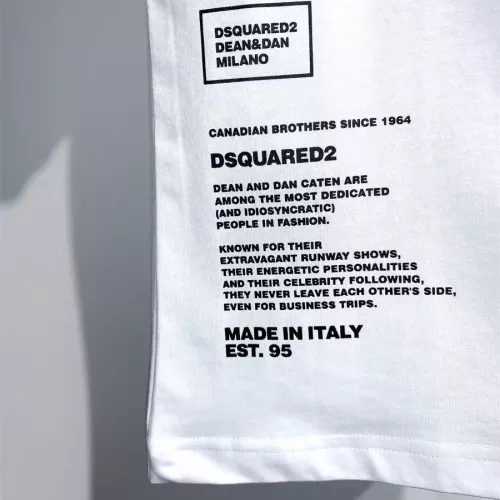 DSQUARED2
DEAN&DAN
MILANO
CANADIAN BROTHERS SINCE 1964
DSQUARED2
DEAN AND DAN CATEN ARE
AMONG THE MOST DEDICATED
(AND IDIOSYNCRATIC)
PEOPLE IN FASHION.
KNOWN FOR THEIR
EXTRAVAGANT RUNWAY SHOWS,
THEIR ENERGETIC PERSONALITIES
AND THEIR CELEBRITY FOLLOWING,
THEY NEVER LEAVE EACH OTHER'S SIDE,
EVEN FOR BUSINESS TRIPS.
MADE IN ITALY
EST. 95